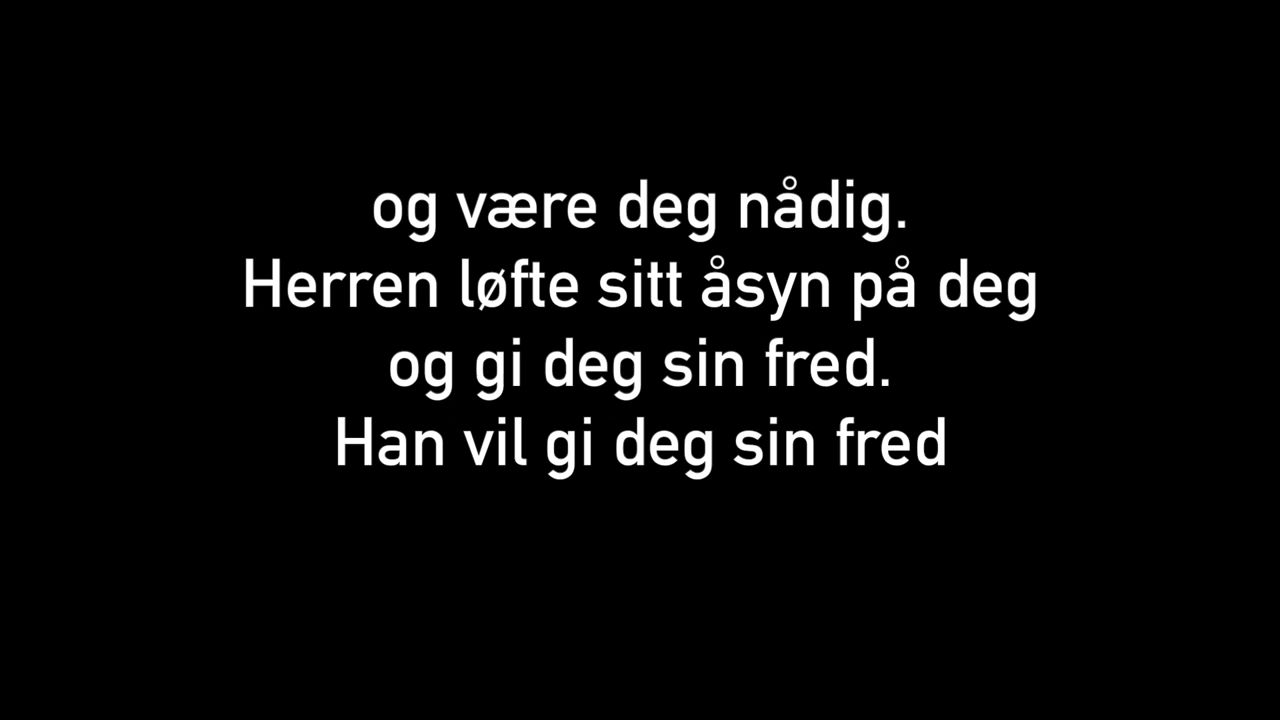 og være deg nådig.
Herren løfte sitt åsyn på deg
og gi deg sin fred.
Han vil gi deg sin fred